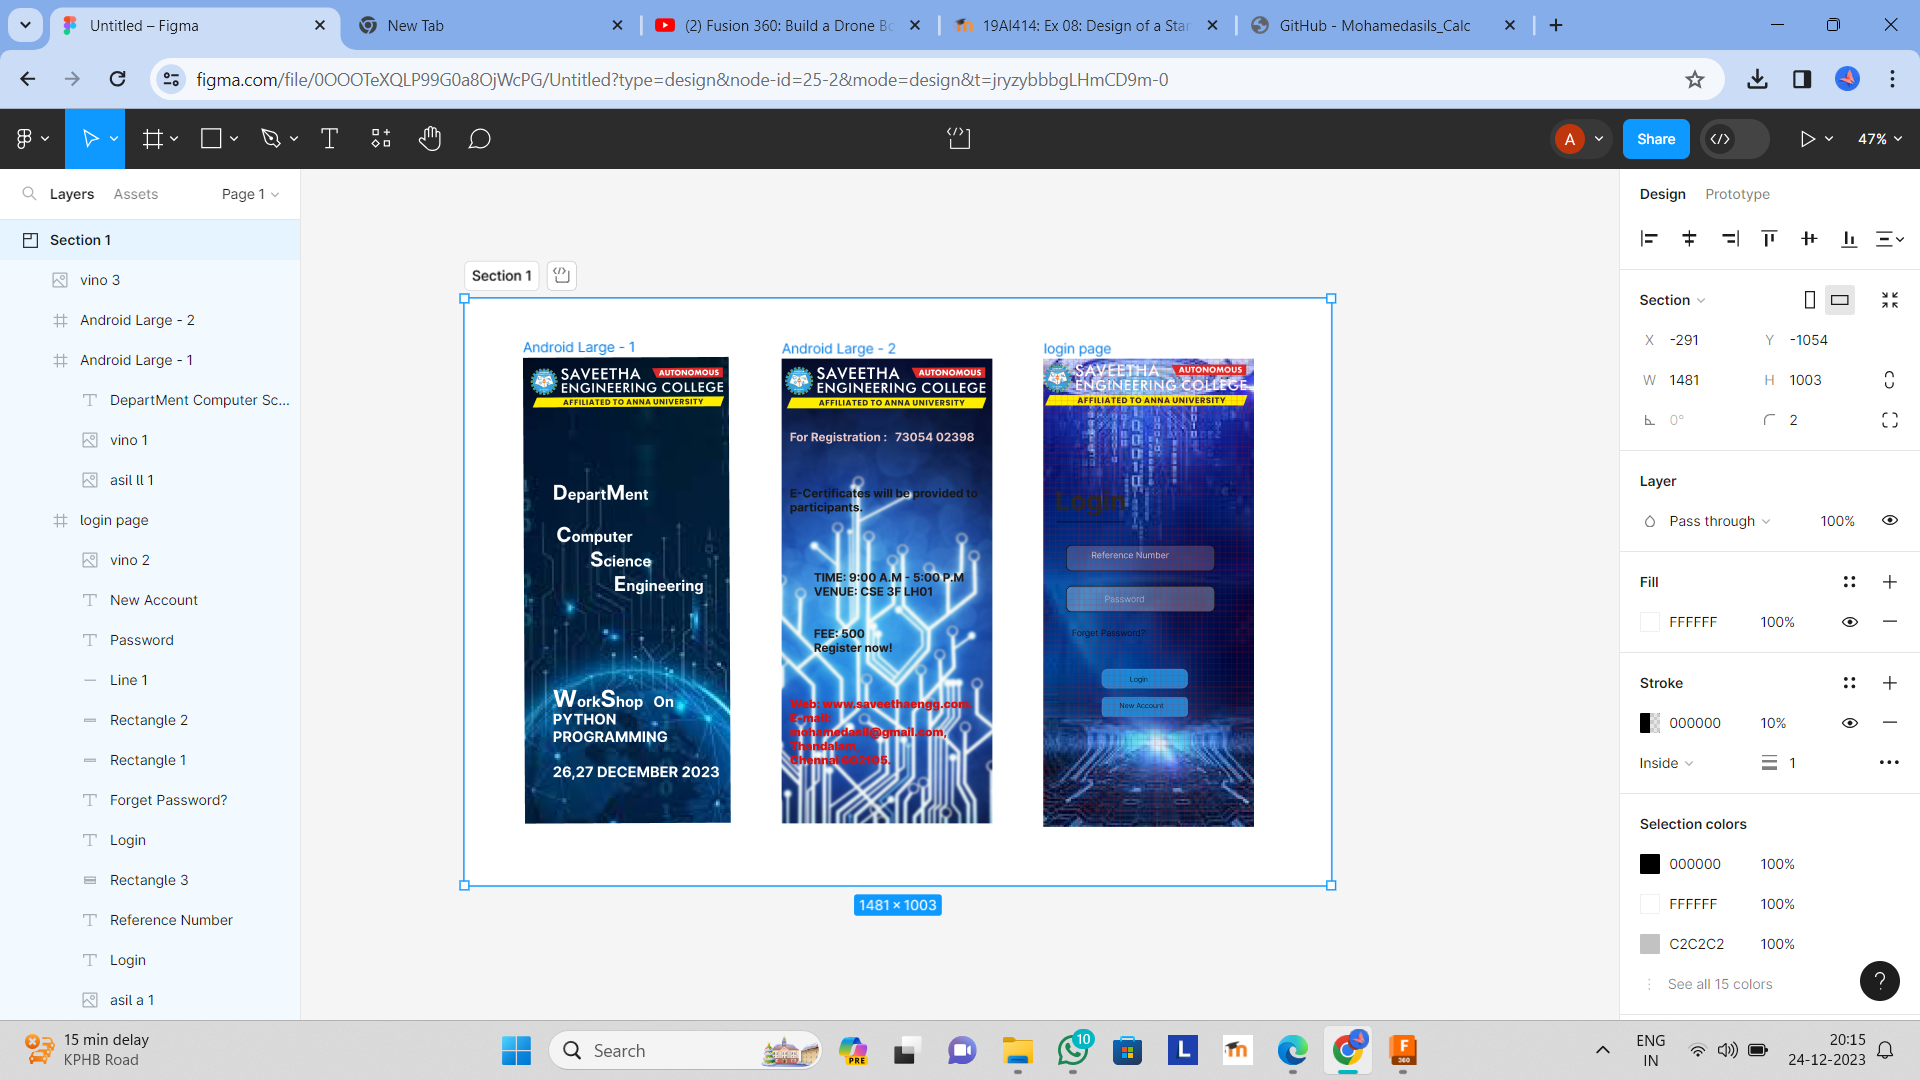 Untitled – Figma
New Tab
(2) Fusion 360: Build a Drone Bo
19AI414: Ex 08: Design of a Star
GitHub - Mohamedasils_Calc
figma.com/file/0OOOTeXQLP99G0a8OjWcPG/Untitled?type=design&node-id=25-2&mode=design&t=jryzybbbgLHmCD9m-0
A
Share
47%
Layers
Assets
Page 1
Section 1
vino 3
Android Large - 2
Android Large - 1
DepartMent Computer Sc...
vino 1
asil ll 1
login page
vino 2
New Account
Password
Line 1
Rectangle 2
Rectangle 1
Forget Password?
Login
Rectangle 3
Reference Number
Login
asil a 1
Section 1
Android Large - 1
SAVEETHA AUTONOMOUS
ENGINEERING COLLEGE
AFFILIATED TO ANNA UNIVERSITY
DepartMent
Computer
Science
Engineering
WorkShop On
PYTHON
PROGRAMMING
26,27 DECEMBER 2023
Android Large - 2
SAVEETHA AUTONOMOUS
ENGINEERING COLLEGE
AFFILIATED TO ANNA UNIVERSITY
For Registration : 73054 02398
E-Certificates will be provided to
participants.
TIME: 9:00 A.M - 5:00 P.M
VENUE: CSE 3F LH01
FEE: 500
Register now!
Web: www.saveethaengg.com,
E-mail:
mohamedasil@gmail.com,
Thandalam,
Chennai 602105.
login page
SAVEETHA AUTONOMOUS
ENGINEERING COLLEGE
AFFILIATED TO ANNA UNIVERSITY
Login
Reference Number
Password
Forget Password?
Login
New Account
1481 × 1003
Design
Prototype
Section
X -291
Y -1054
W 1481
H 1003
0°
2
Layer
Pass through
100%
Fill
FFFFFF
100%
Stroke
000000
10%
Inside
1
Selection colors
000000 100%
FFFFFF 100%
C2C2C2 100%
See all 15 colors
?
15 min delay
KPHB Road
Search
PRE
10
L
F
360
ENG
IN
20:15
24-12-2023